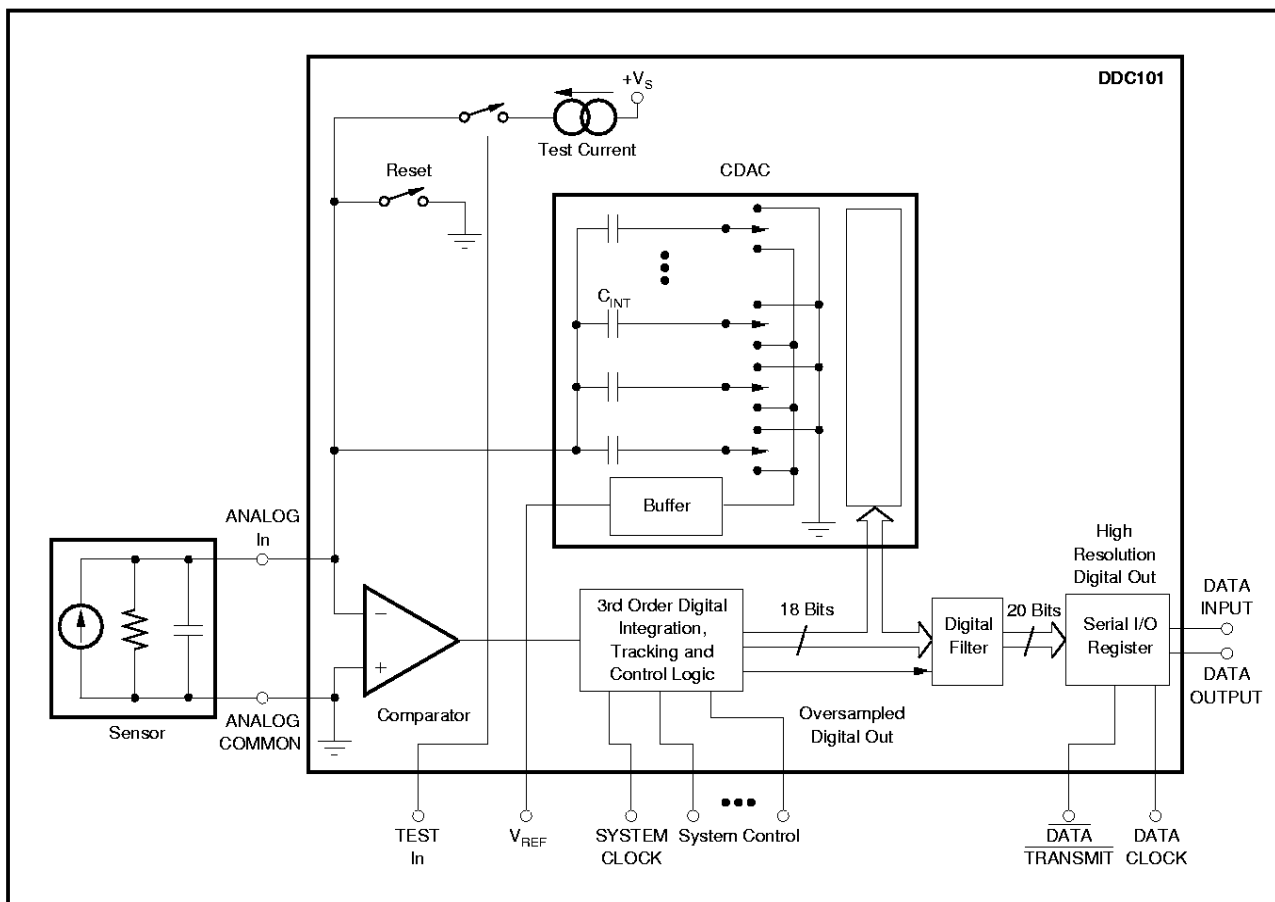 DDC101
+VS
Test Current
Reset
CDAC
CINT
Buffer
ANALOG
In
High
Resolution
Digital Out
DATA
INPUT
3rd Order Digital
Integration,
Tracking and
Control Logic
18 Bits
Digital
Filter
20 Bits
Serial I/O
Register
−
+
Comparator
Sensor
ANALOG
COMMON
DATA
OUTPUT
Oversampled
Digital Out
TEST
In
VREF
SYSTEM
CLOCK
System Control
DATA
TRANSMIT
DATA
CLOCK